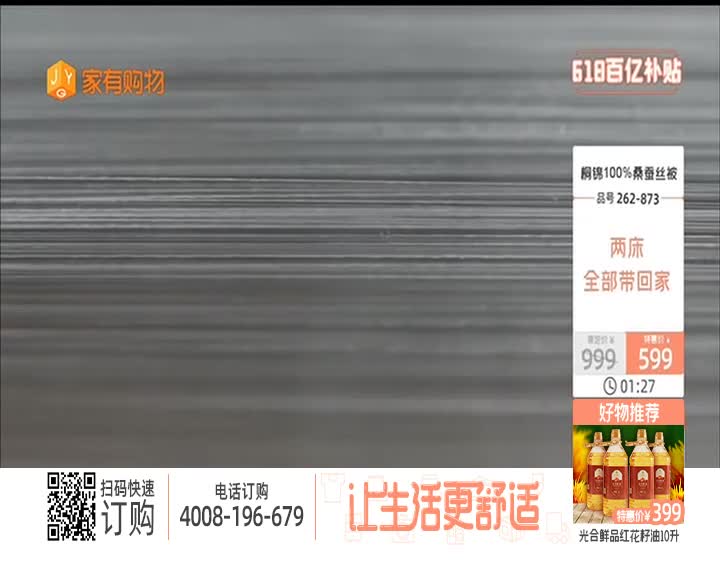 JYG 家有购物
618百亿补贴
桐锦100%桑蚕丝被
品号 262-873
两床
全部带回家
特惠价¥
999
599
01:27
好物推荐
特惠价¥399
光合鲜品红花籽油10升
扫码快速
订购
电话订购
4008-196-679
让生活更舒适